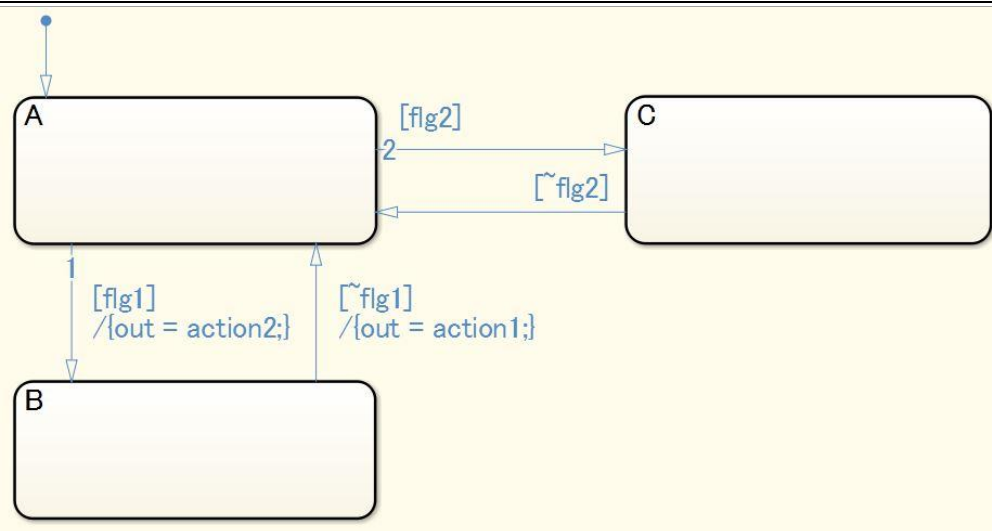 A
[flg2]
C
2
[~flg2]
1
[flg1]
/{out = action2;}
[~flg1]
/{out = action1;}
B